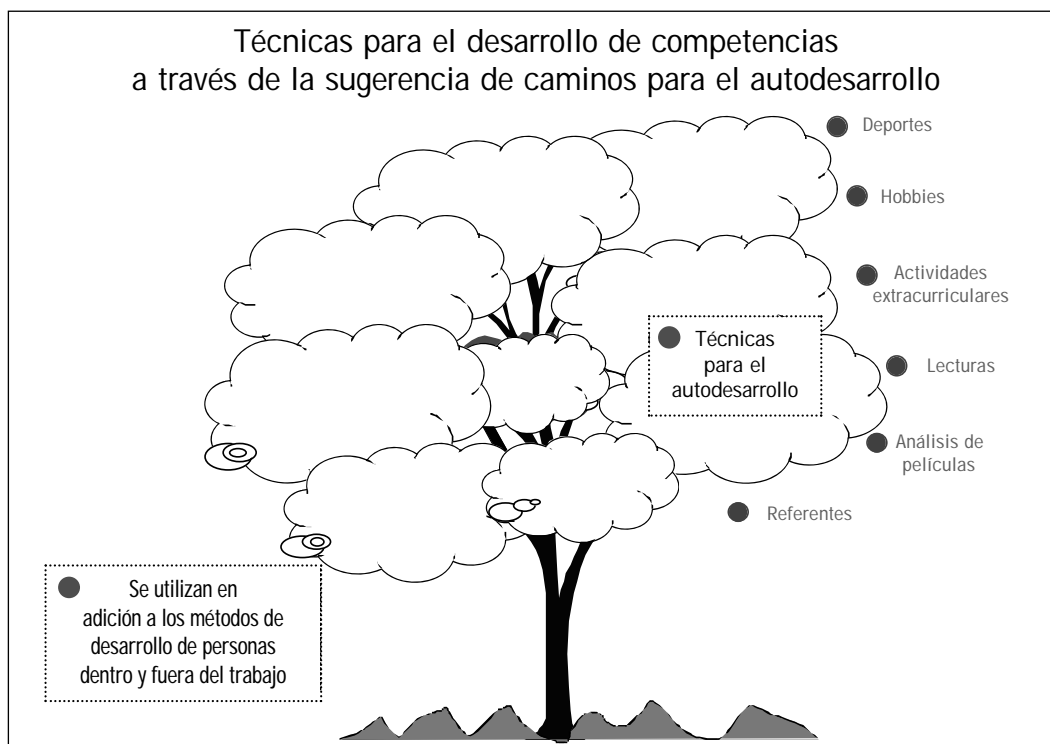 Técnicas para el desarrollo de competencias
a través de la sugerencia de caminos para el autodesarrollo
Deportes
Hobbies
Actividades
extracurriculares
Técnicas
para el
autodesarrollo
Lecturas
Análisis de
películas
Referentes
Se utilizan en
adición a los métodos de
desarrollo de personas
dentro y fuera del trabajo